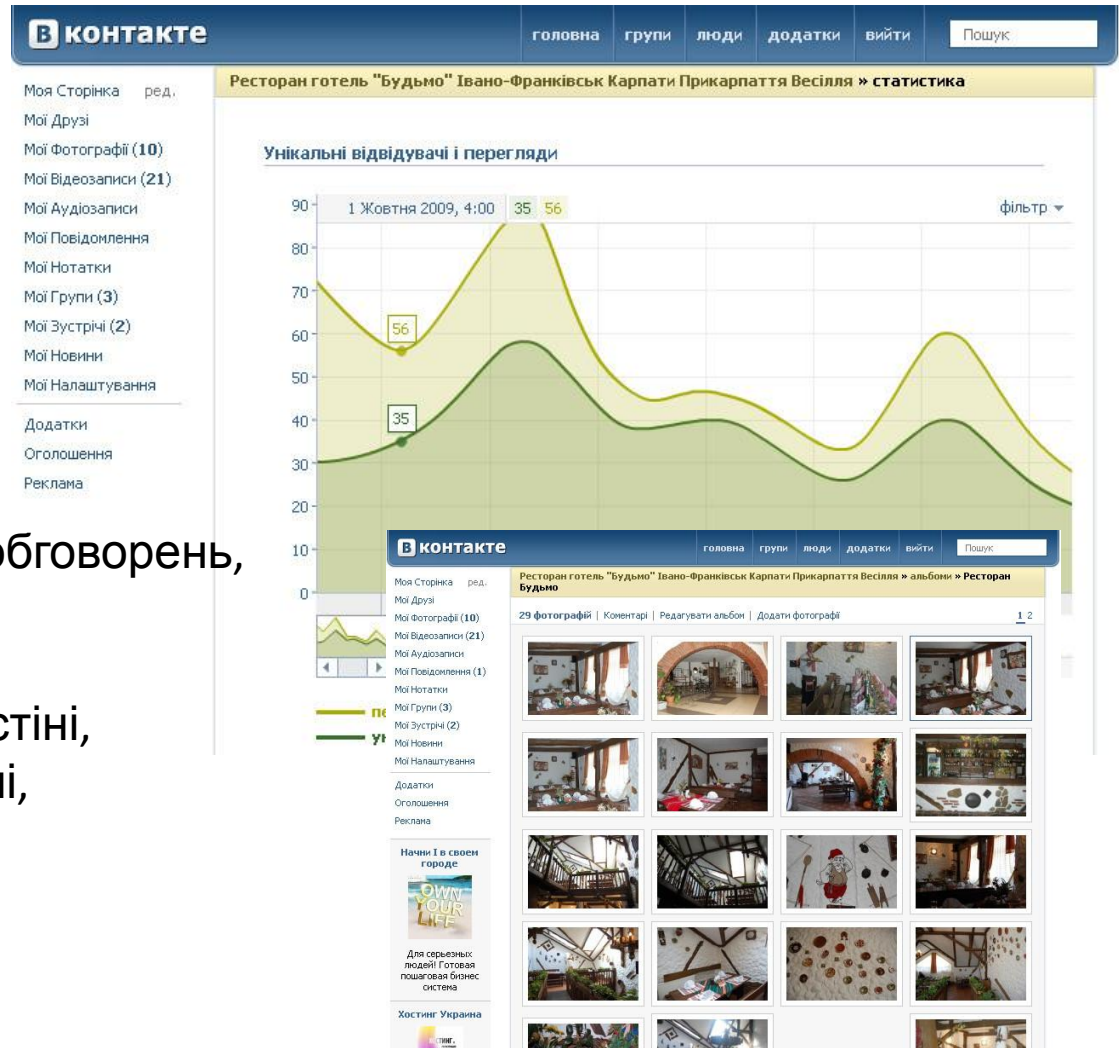 В контакте
головна групи люди додатки вийти Пошук
Моя Сторінка ред.
Мої Друзі
Мої Фотографії (10)
Мої Відеозаписи (21)
Мої Аудіозаписи
Мої Повідомлення
Мої Нотатки
Мої Групи (3)
Мої Зустрічі (2)
Мої Новини
Мої Налаштування
Додатки
Оголошення
Реклама
Ресторан готель "Будьмо" Івано-Франківськ Карпати Прикарпаття Весілля » статистика
Унікальні відвідувачі і перегляди
1 Жовтня 2009, 4:00 35 56
фільтр
90
80
70
60
50
40
30
20
10
0
56
35
обговорень,
стіні,
і,
В контакте
головна групи люди додатки вийти Пошук
Моя Сторінка ред.
Мої Друзі
Мої Фотографії (10)
Мої Відеозаписи (21)
Мої Аудіозаписи
Мої Повідомлення (1)
Мої Нотатки
Мої Групи (3)
Мої Зустрічі (2)
Мої Новини
Мої Налаштування
Додатки
Оголошення
Реклама
Начни I в своем
городе
OWN
YOUR
LIFE
Для серьезных
людей! Готовая
пошаговая бизнес
система
Хостинг Украина
Ресторан готель "Будьмо" Івано-Франківськ Карпати Прикарпаття Весілля » альбоми » Ресторан
Будьмо
29 фотографій | Коментарі | Редагувати альбом | Додати фотографії
1 2